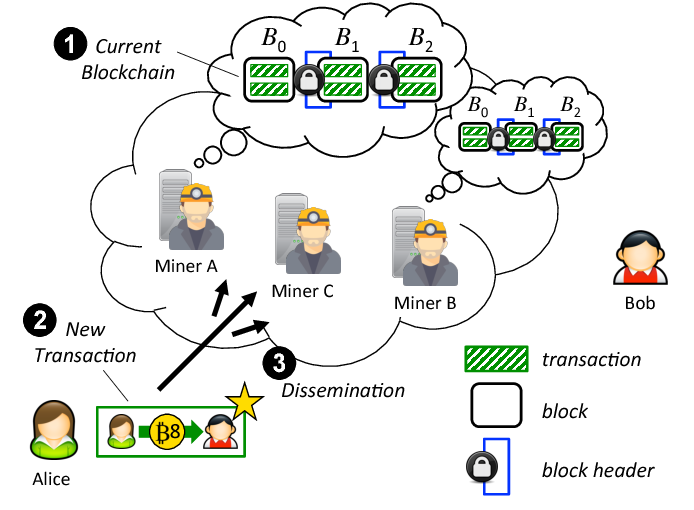 1 Current
Blockchain
B0 B1 B2
B0 B1 B2
Miner A
Miner C
Miner B
Bob
2 New
Transaction
3 Dissemination
₿8
Alice
transaction
block
block header